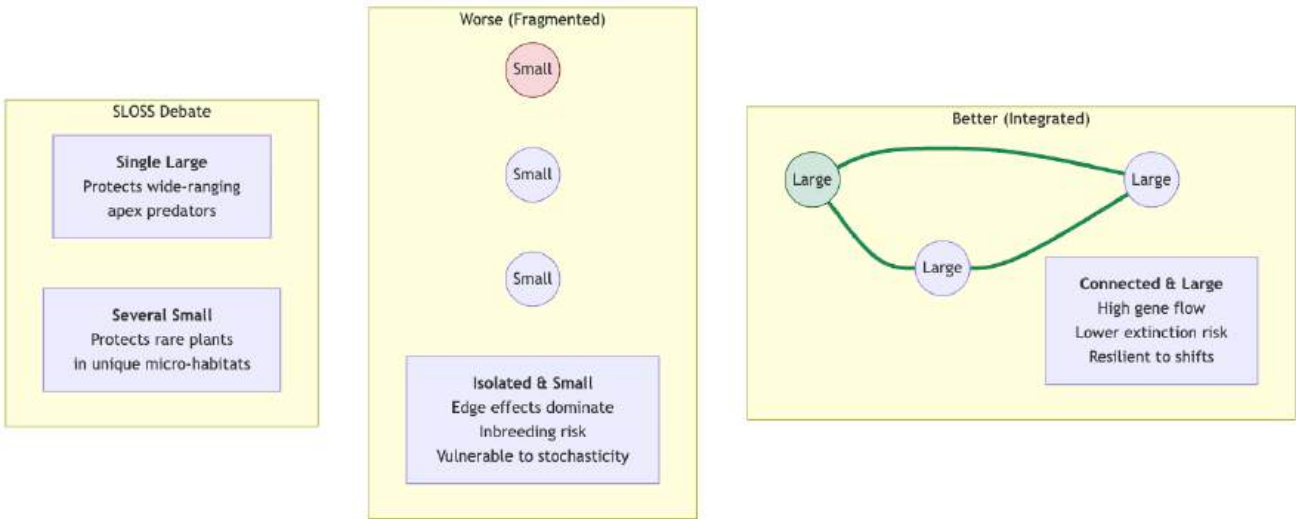 SLOSS Debate
Single Large
Protects wide-ranging
apex predators
Several Small
Protects rare plants
in unique micro-habitats
Worse (Fragmented)
Small
Small
Small
Isolated & Small
Edge effects dominate
Inbreeding risk
Vulnerable to stochasticity
Better (Integrated)
Large
Large
Large
Connected & Large
High gene flow
Lower extinction risk
Resilient to shifts